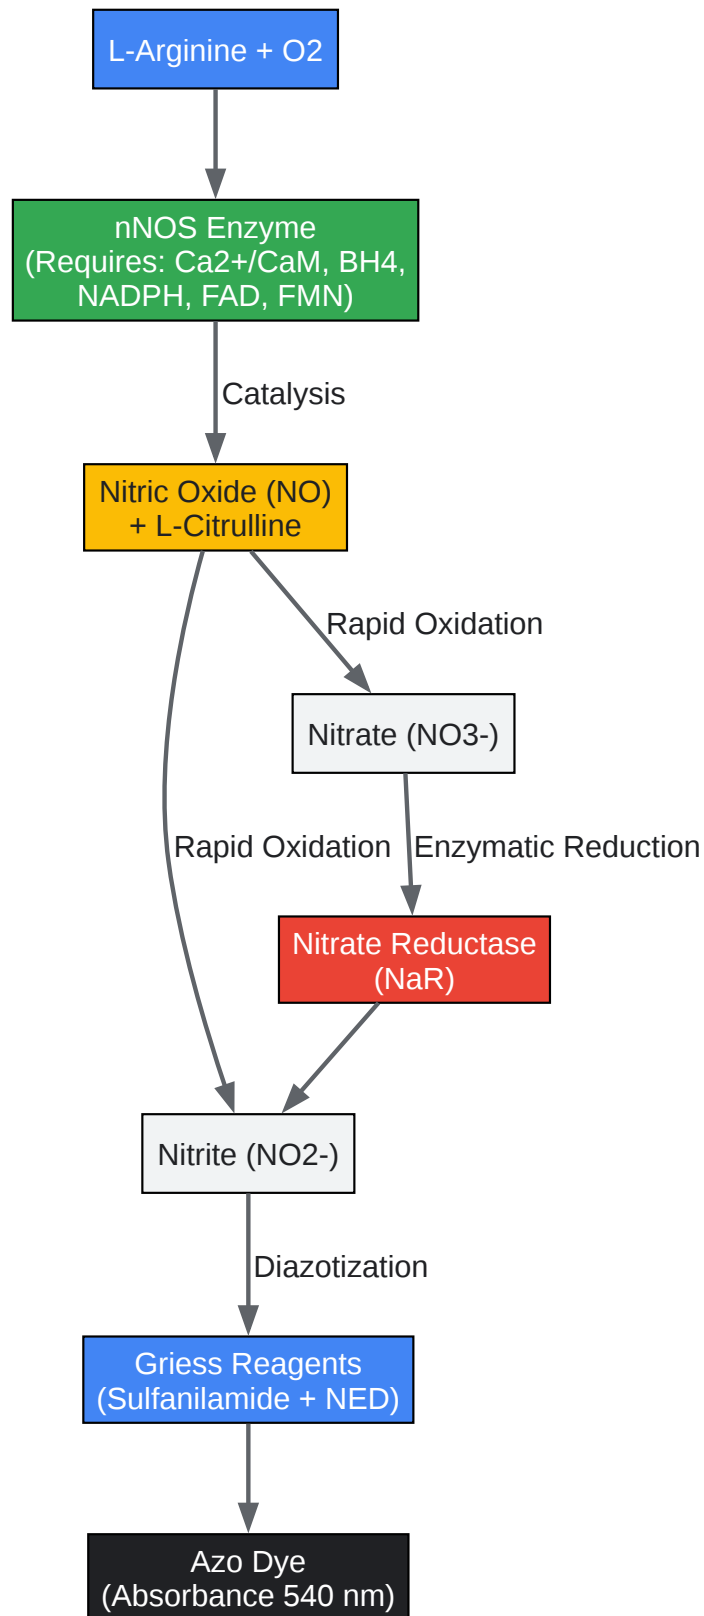 L-Arginine + O2
nNOS Enzyme
(Requires: Ca2+/CaM, BH4,
NADPH, FAD, FMN)
Catalysis
Nitric Oxide (NO)
+ L-Citrulline
Rapid Oxidation
Nitrate (NO3-)
Rapid Oxidation
Enzymatic Reduction
Nitrate Reductase
(NaR)
Nitrite (NO2-)
Diazotization
Griess Reagents
(Sulfanilamide + NED)
Azo Dye
(Absorbance 540 nm)